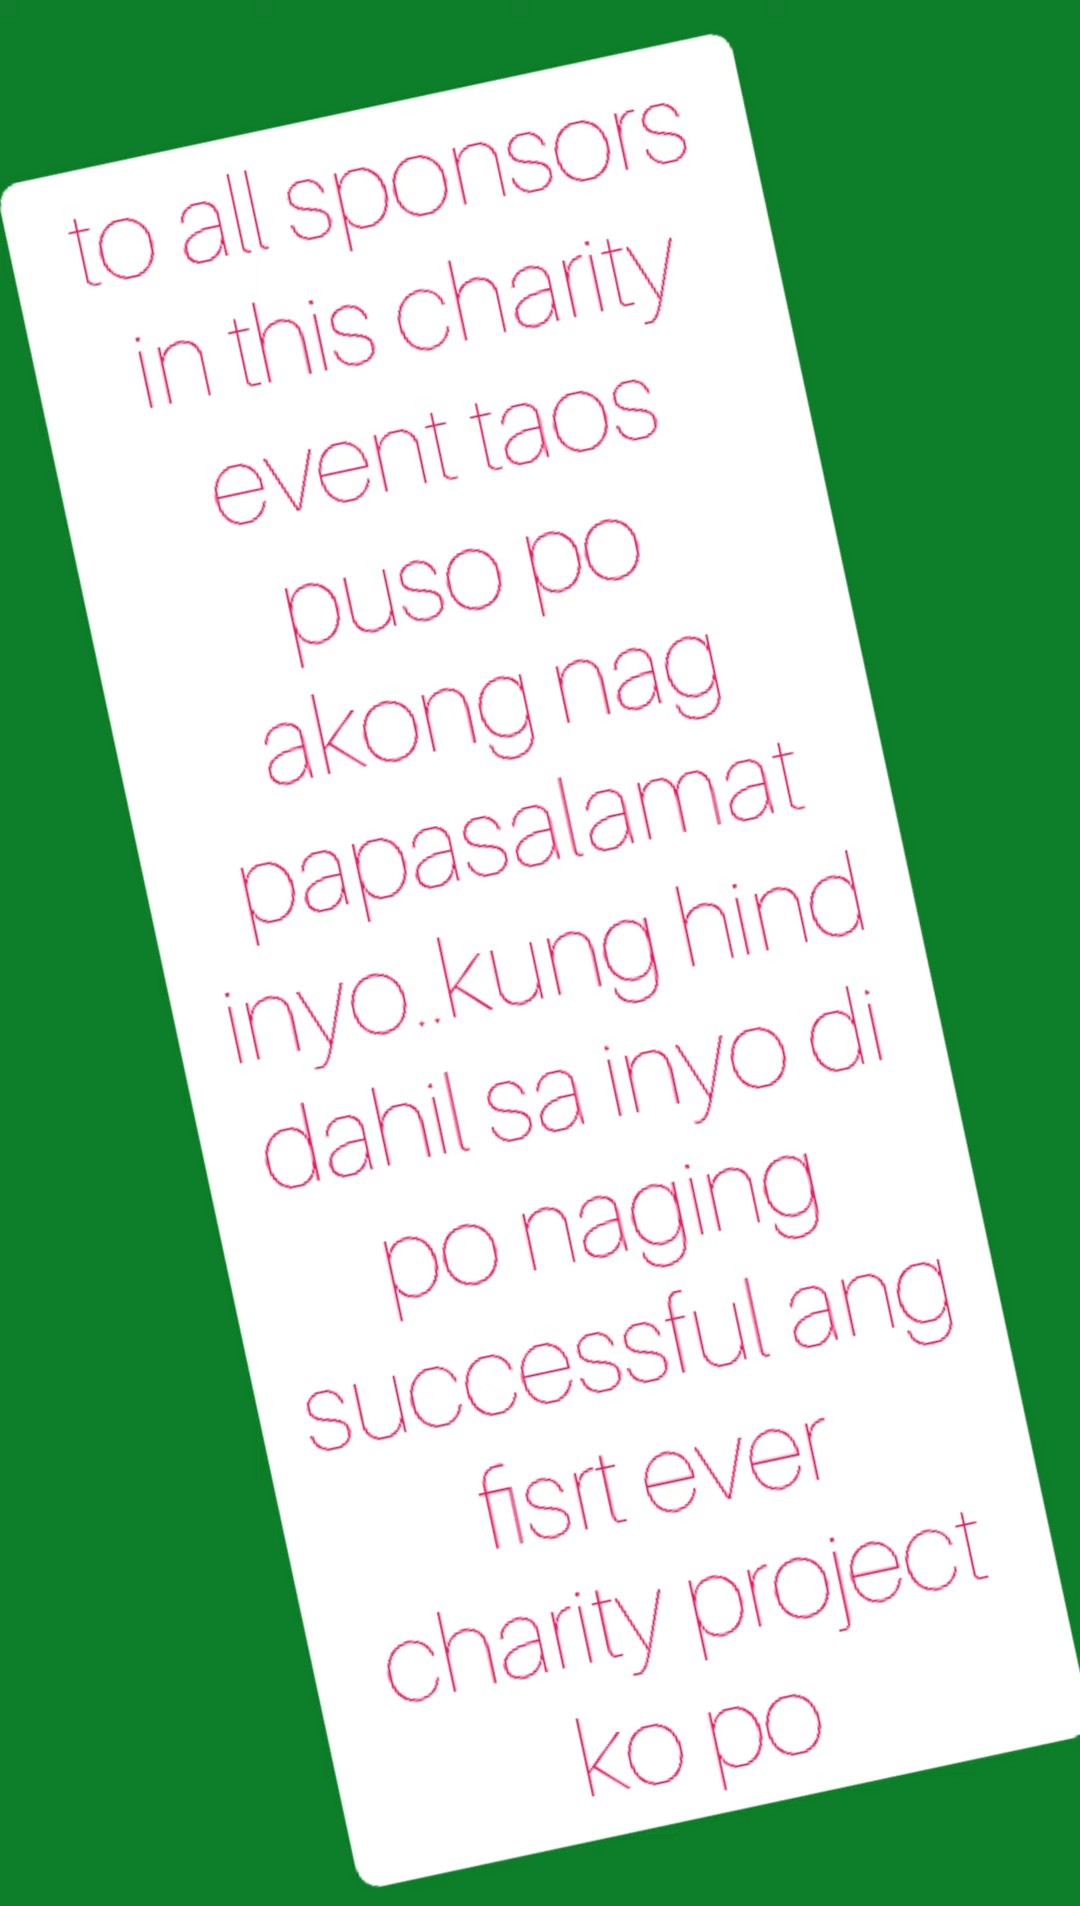 to all sponsors
in this charity
event taos
puso po
akong nag
papasalamat
inyo..kung hind
dahil sa inyo di
po naging
successful ang
fisrt ever
charity project
ko po